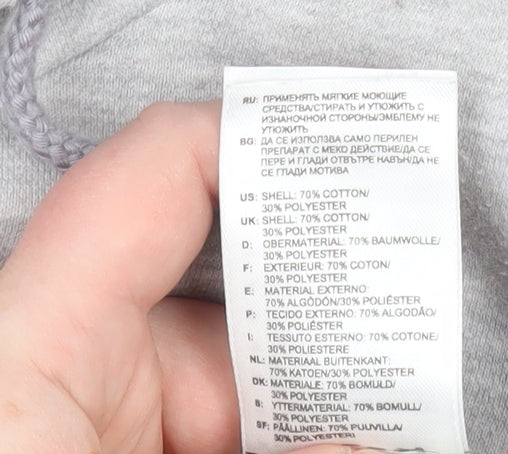 RU: ПРИМЕНЯТЬ МЯГКИЕ МОЮЩИЕ
СРЕДСТВА/СТИРАТЬ И УТЮЖИТЬ С
ИЗНАНОЧНОЙ СТОРОНЫ/ЭМБЛЕМУ НЕ
УТЮЖИТЬ
BG: ДА СЕ ИЗПОЛЗВА САМО ПЕРИЛЕН
ПРЕПАРАТ С МЕКО ДЕЙСТВИЕ/ДА СЕ
ПЕРЕ И ГЛАДИ ОТВЪТРЕ НАВЪН/ДА НЕ
СЕ ГЛАДИ МОТИВА
US: SHELL: 70% COTTON/
30% POLYESTER
UK: SHELL: 70% COTTON/
30% POLYESTER
D: OBERMATERIAL: 70% BAUMWOLLE/
30% POLYESTER
F: EXTERIEUR: 70% COTON/
30% POLYESTER
E: MATERIAL EXTERNO:
70% ALGODÓN/30% POLIÉSTER
P: TECIDO EXTERNO: 70% ALGODÃO/
30% POLIÉSTER
I: TESSUTO ESTERNO: 70% COTONE/
30% POLIESTERE
NL: MATERIAAL BUITENKANT:
70% KATOEN/30% POLYESTER
DK: MATERIALE: 70% BOMULD/
30% POLYESTER
S: YTTERMATERIAL: 70% BOMULL/
30% POLYESTER
SF: PÄÄLLINEN: 70% PUUVILLA/
30% POLYESTERI